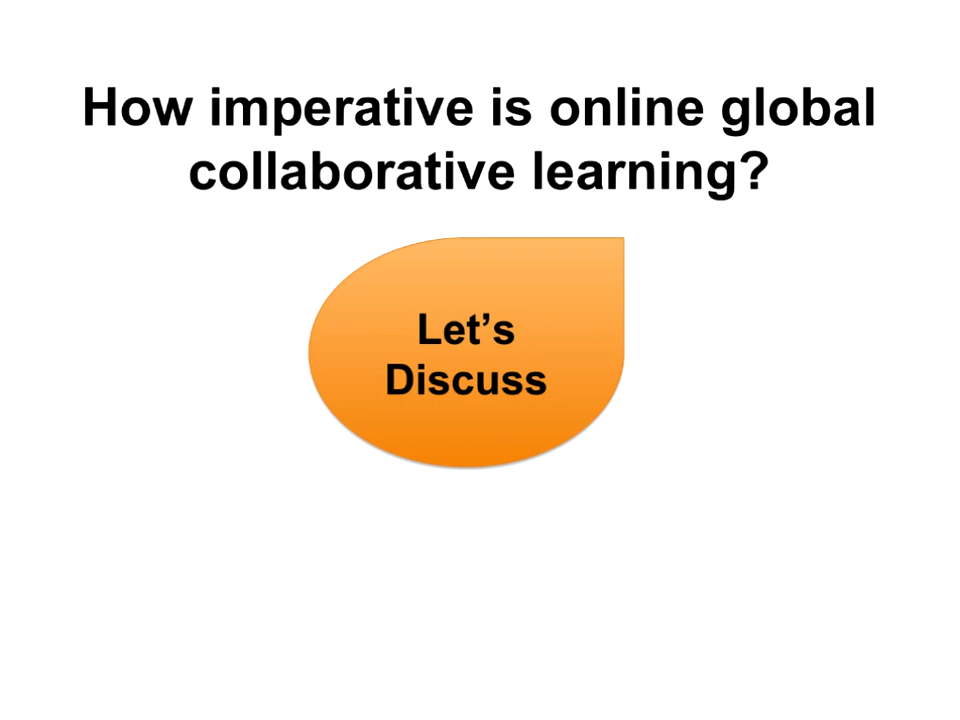 How imperative is online global
collaborative learning?
Let’s
Discuss